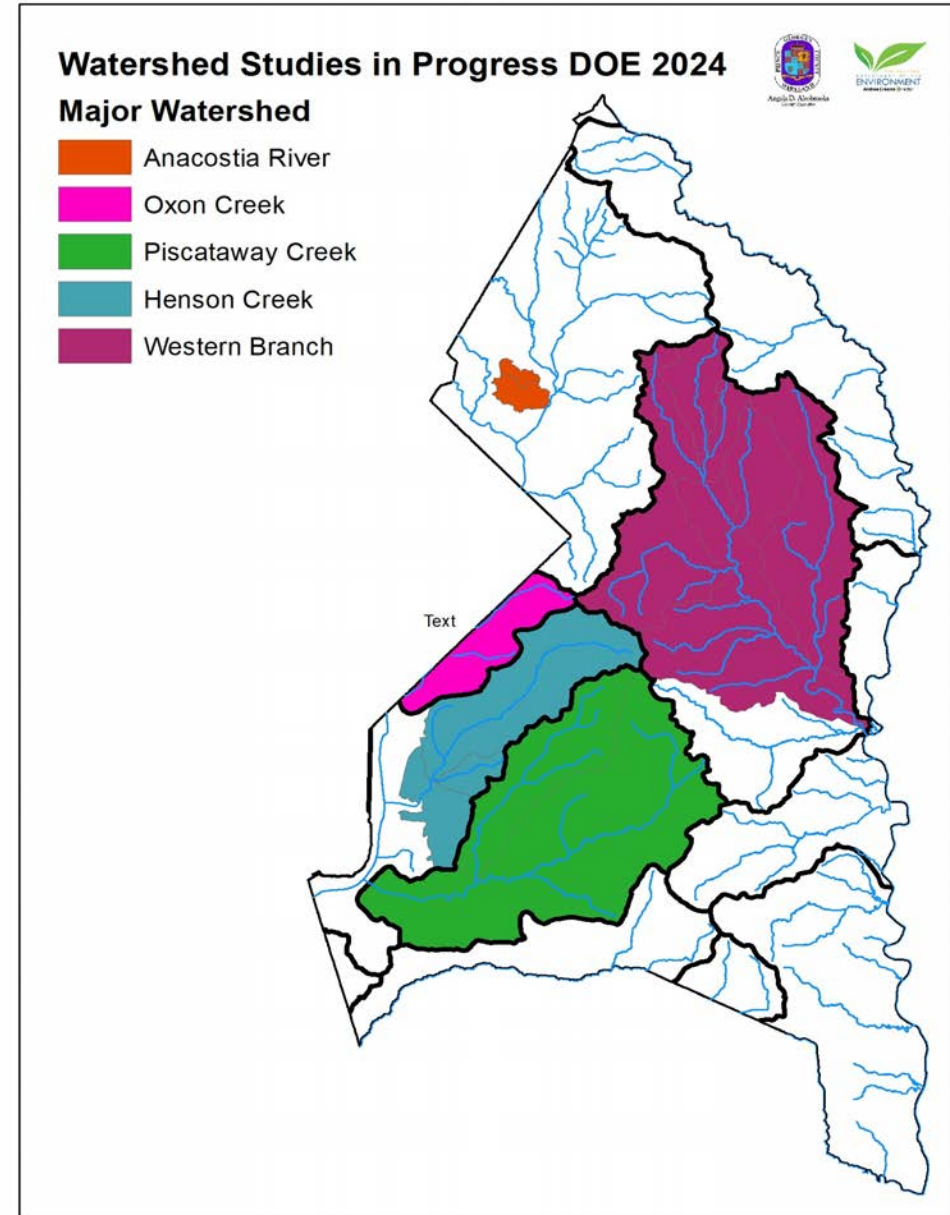 Watershed Studies in Progress DOE 2024
Major Watershed
Anacostia River
Oxon Creek
Piscataway Creek
Henson Creek
Western Branch
Text
ENVIRONMENT